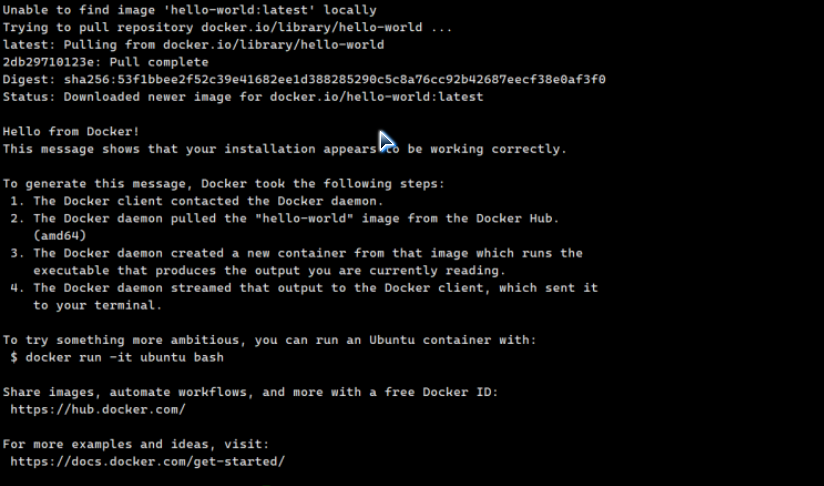 Unable to find image 'hello-world:latest' locally
Trying to pull repository docker.io/library/hello-world ...
latest: Pulling from docker.io/library/hello-world
2db29710123e: Pull complete
Digest: sha256:53f1bbee2f52c39e41682ee1d388285290c5c8a76cc92b42687eecf38e0af3f0
Status: Downloaded newer image for docker.io/hello-world:latest

Hello from Docker!
This message shows that your installation appears to be working correctly.

To generate this message, Docker took the following steps:
 1. The Docker client contacted the Docker daemon.
 2. The Docker daemon pulled the "hello-world" image from the Docker Hub.
    (amd64)
 3. The Docker daemon created a new container from that image which runs the
    executable that produces the output you are currently reading.
 4. The Docker daemon streamed that output to the Docker client, which sent it
    to your terminal.

To try something more ambitious, you can run an Ubuntu container with:
 $ docker run -it ubuntu bash

Share images, automate workflows, and more with a free Docker ID:
 https://hub.docker.com/

For more examples and ideas, visit:
 https://docs.docker.com/get-started/